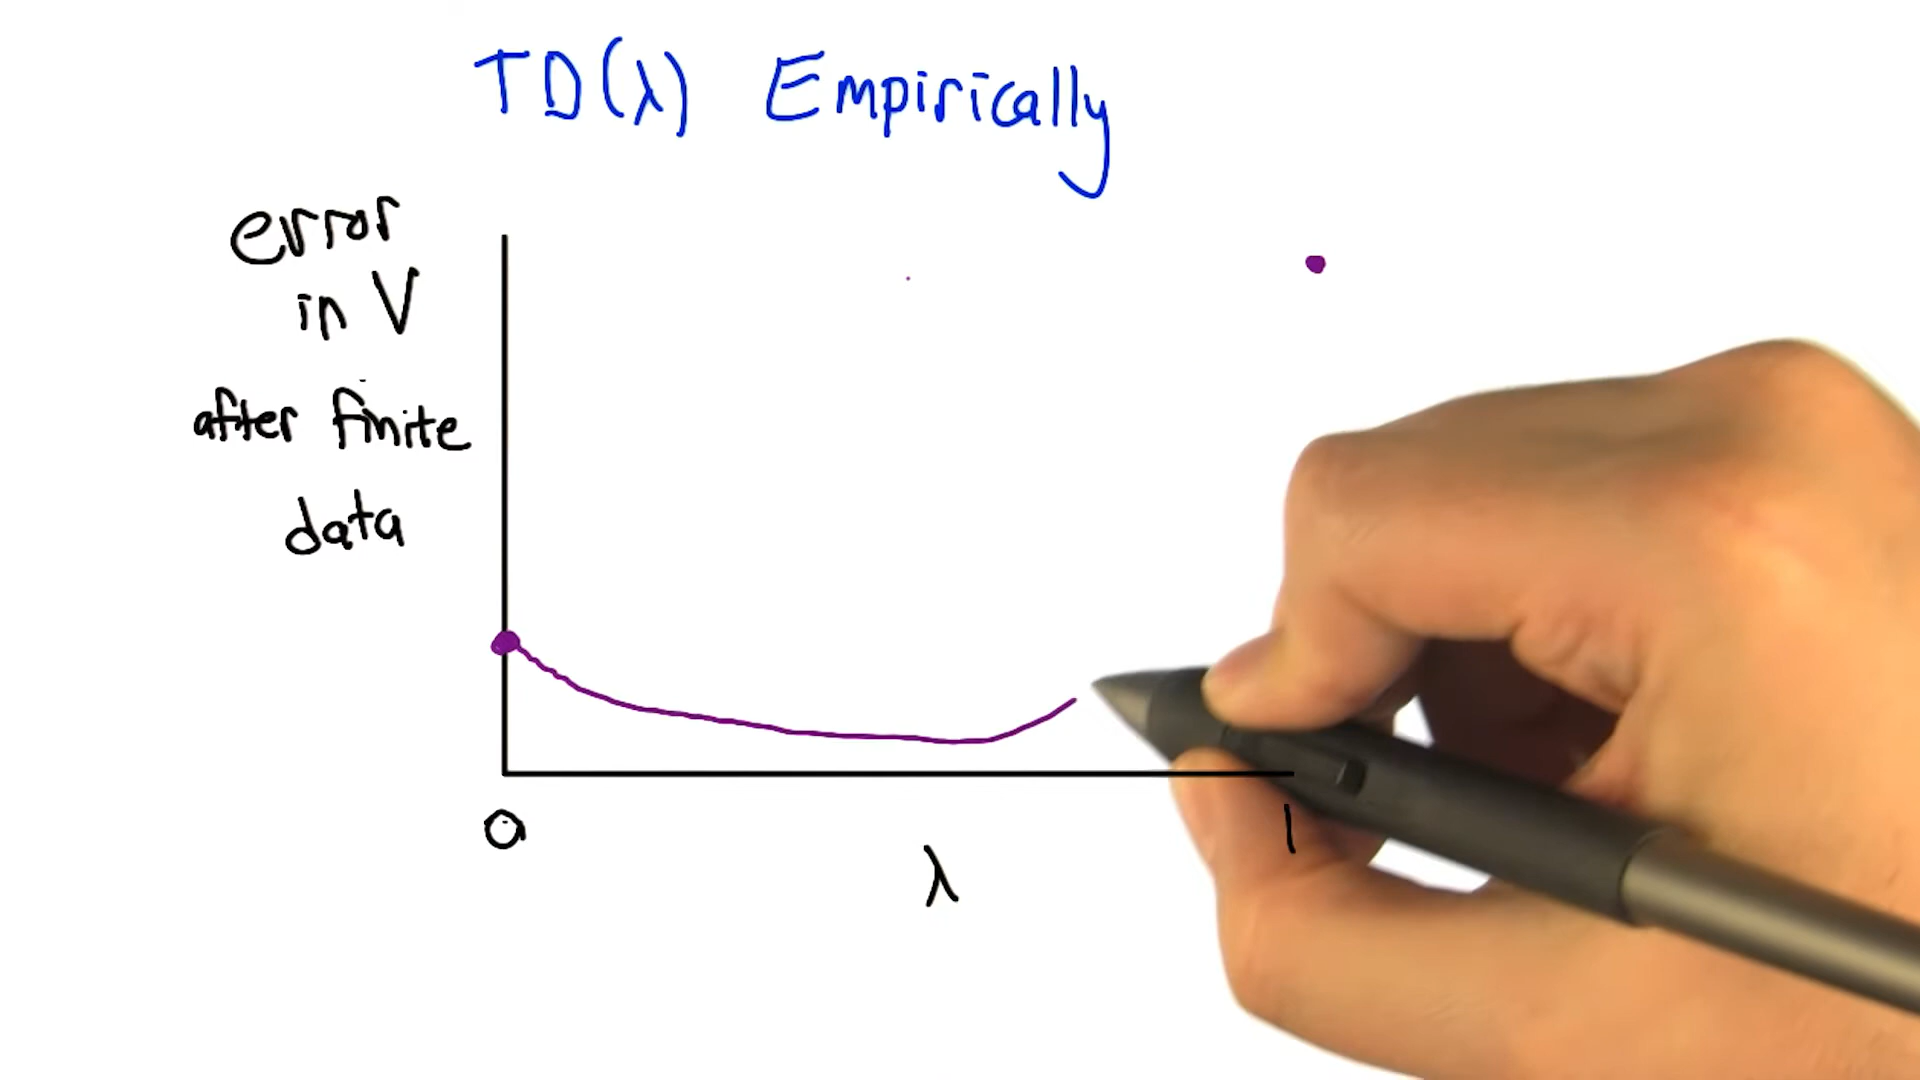 TD(λ) Empirically
error
in V
after finite
data
0
1
λ